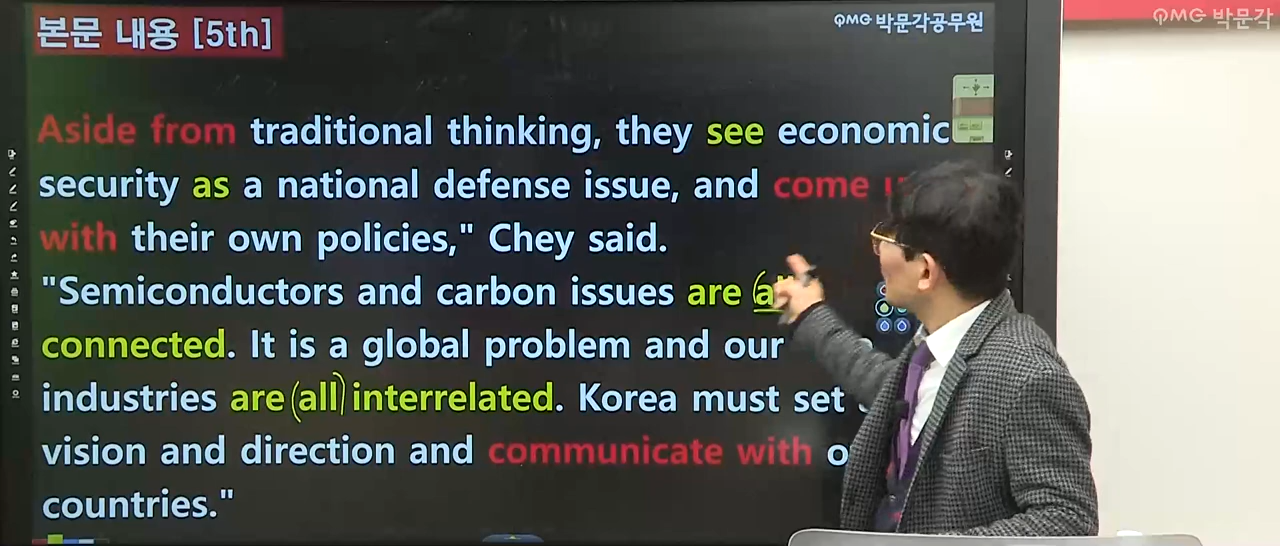 본문 내용 [5th]
PMG 박문각공무원
PMG 박문각
Aside from traditional thinking, they see economic
security as a national defense issue, and come
with their own policies," Chey said.
"Semiconductors and carbon issues are
connected. It is a global problem and our
industries are (all) interrelated. Korea must set
vision and direction and communicate with
countries."